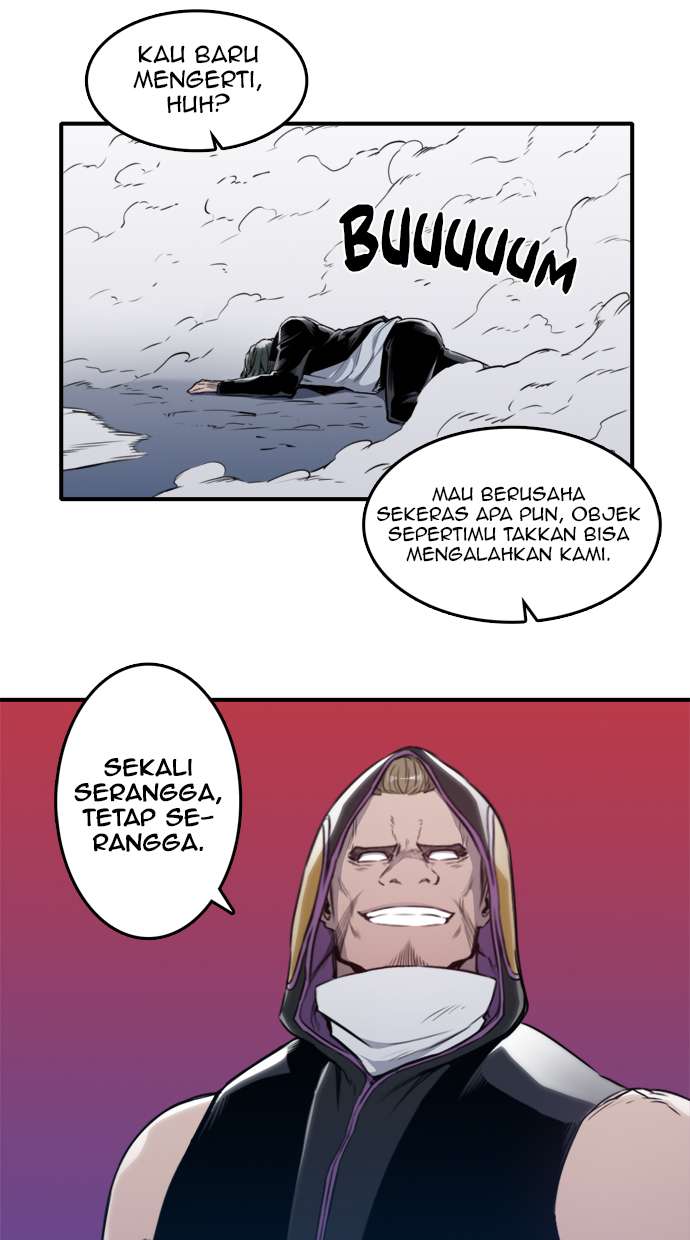 KAU BARU
MENGERTI,
HUH?
BUUUUUUM
MAU BERUSAHA
SEKERAS APA PUN, OBJEK
SEPERTIMU TAKKAN BISA
MENGALAHKAN KAMI.
SEKALI
SERANGGA,
TETAP SE-
RANGGA.